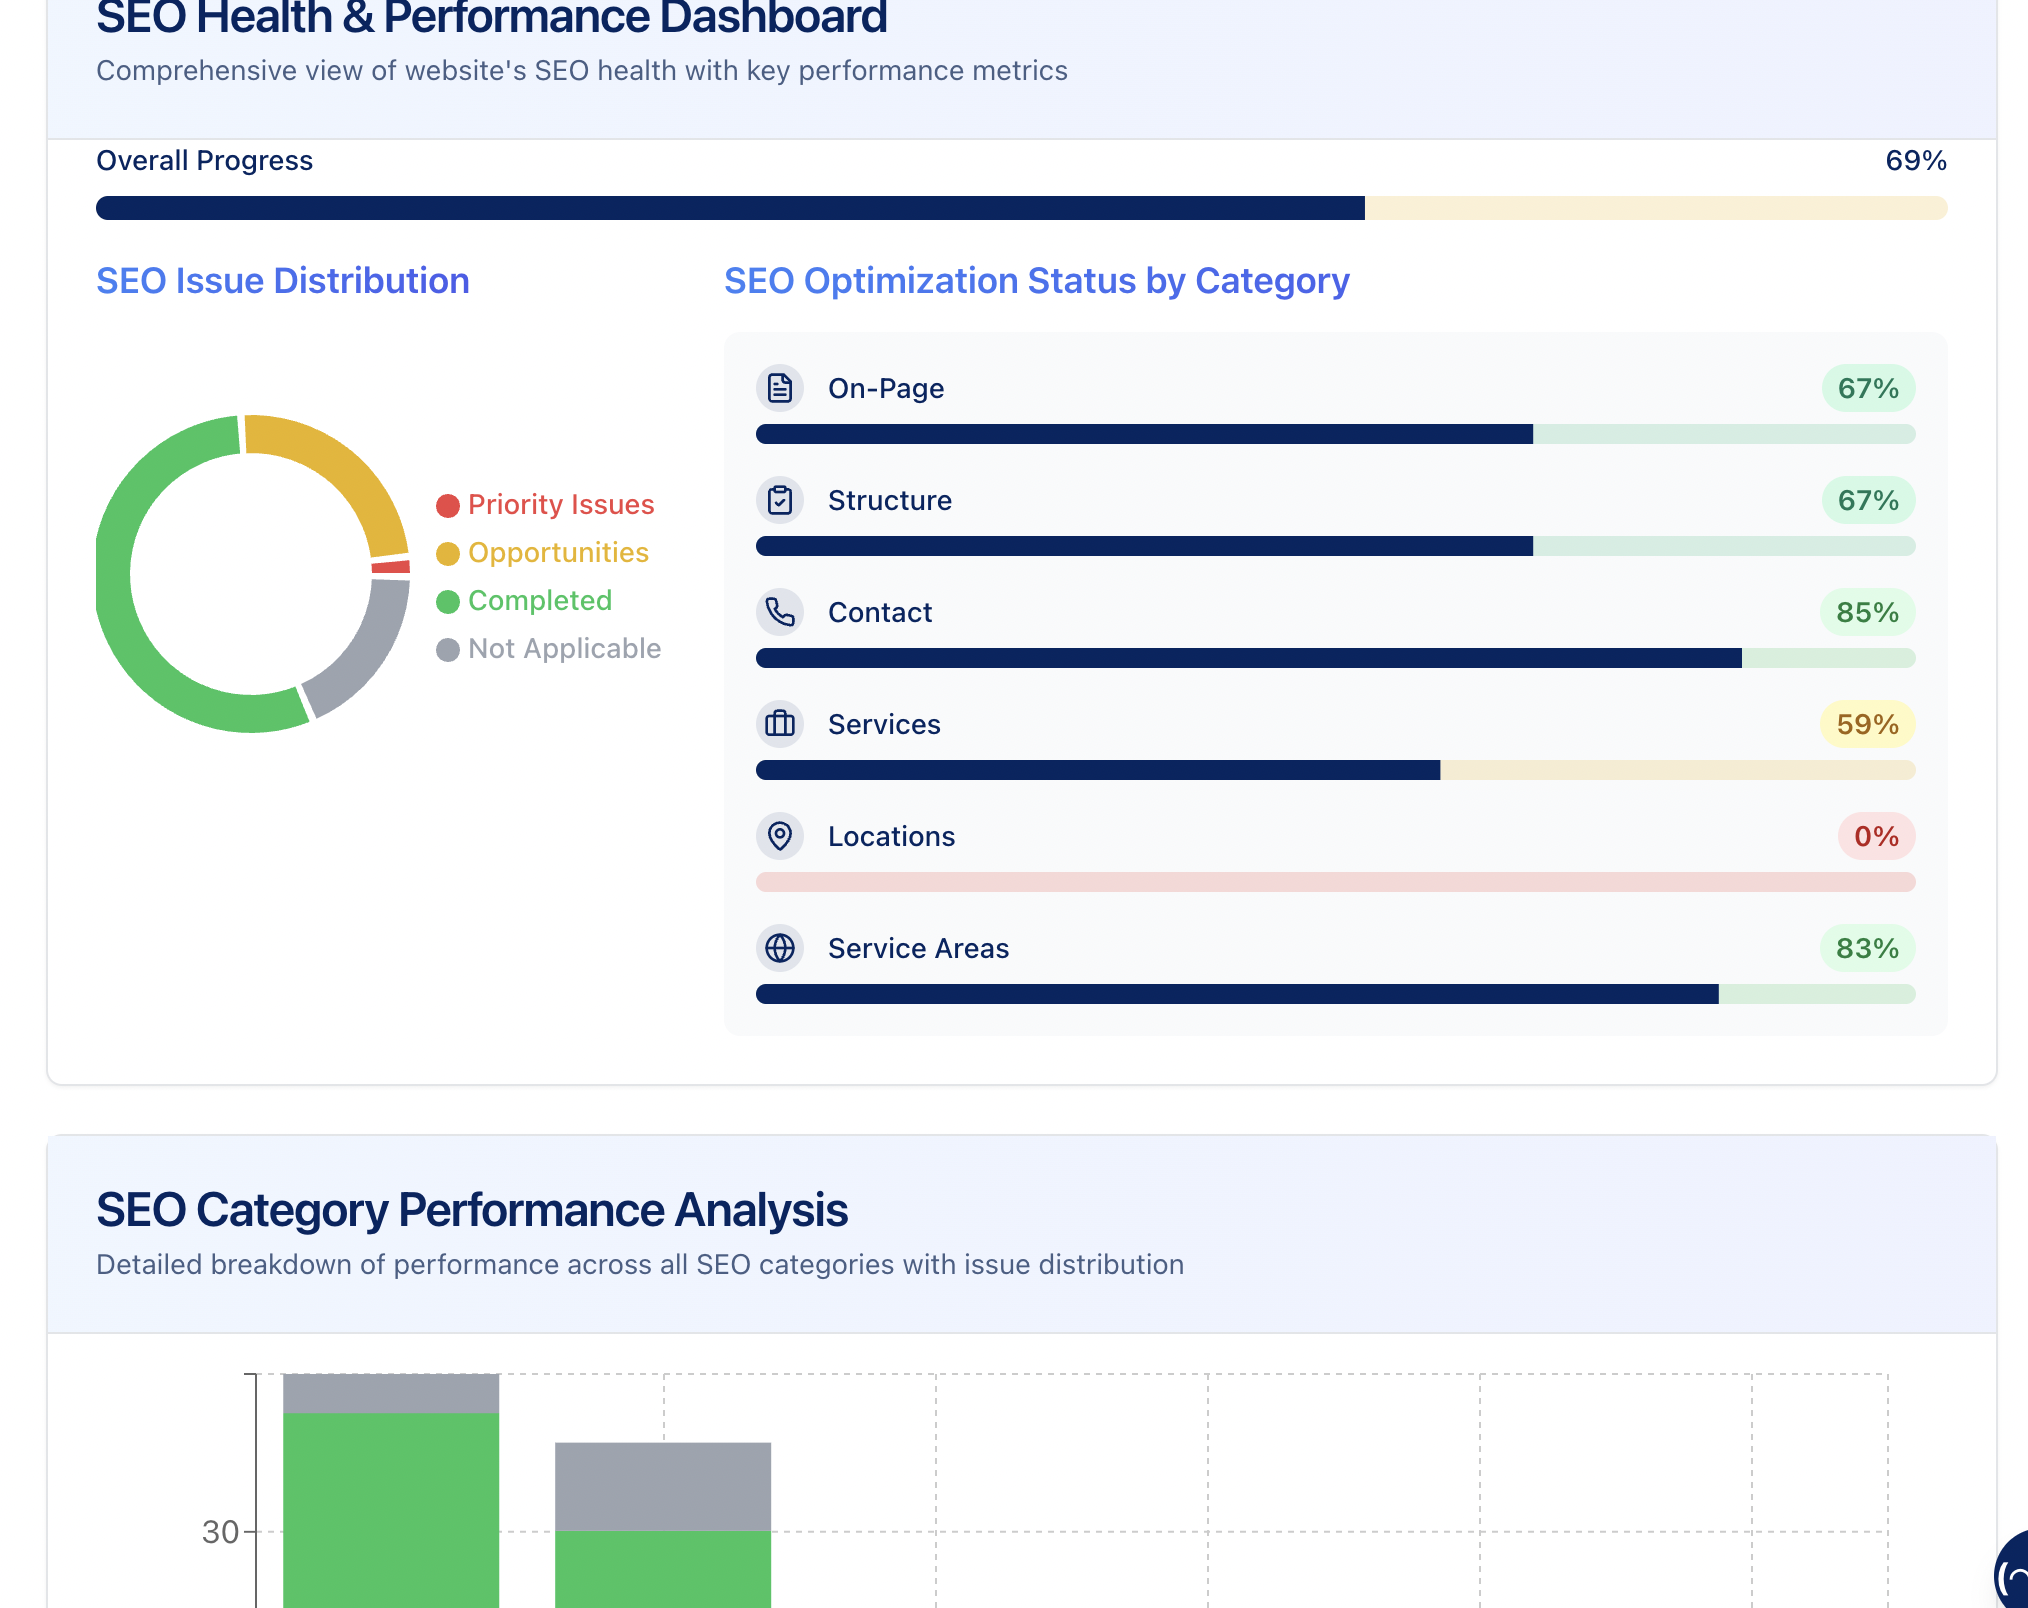 SEO Health & Performance Dashboard
Comprehensive view of website's SEO health with key performance metrics
Overall Progress
69%
SEO Issue Distribution
Priority Issues
Opportunities
Completed
Not Applicable
SEO Optimization Status by Category
On-Page
67%
Structure
67%
Contact
85%
Services
59%
Locations
0%
Service Areas
83%
SEO Category Performance Analysis
Detailed breakdown of performance across all SEO categories with issue distribution
30